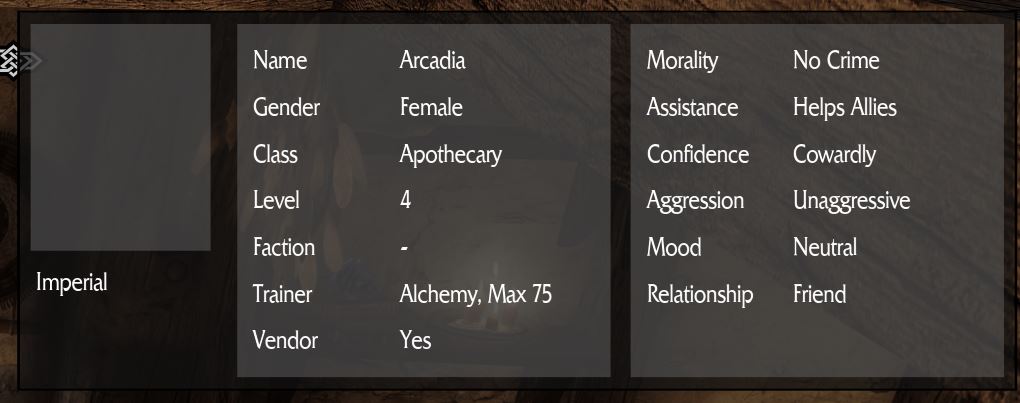 Imperial
Name Arcadia
Gender Female
Class Apothecary
Level 4
Faction -
Trainer Alchemy, Max 75
Vendor Yes
Morality No Crime
Assistance Helps Allies
Confidence Cowardly
Aggression Unaggressive
Mood Neutral
Relationship Friend